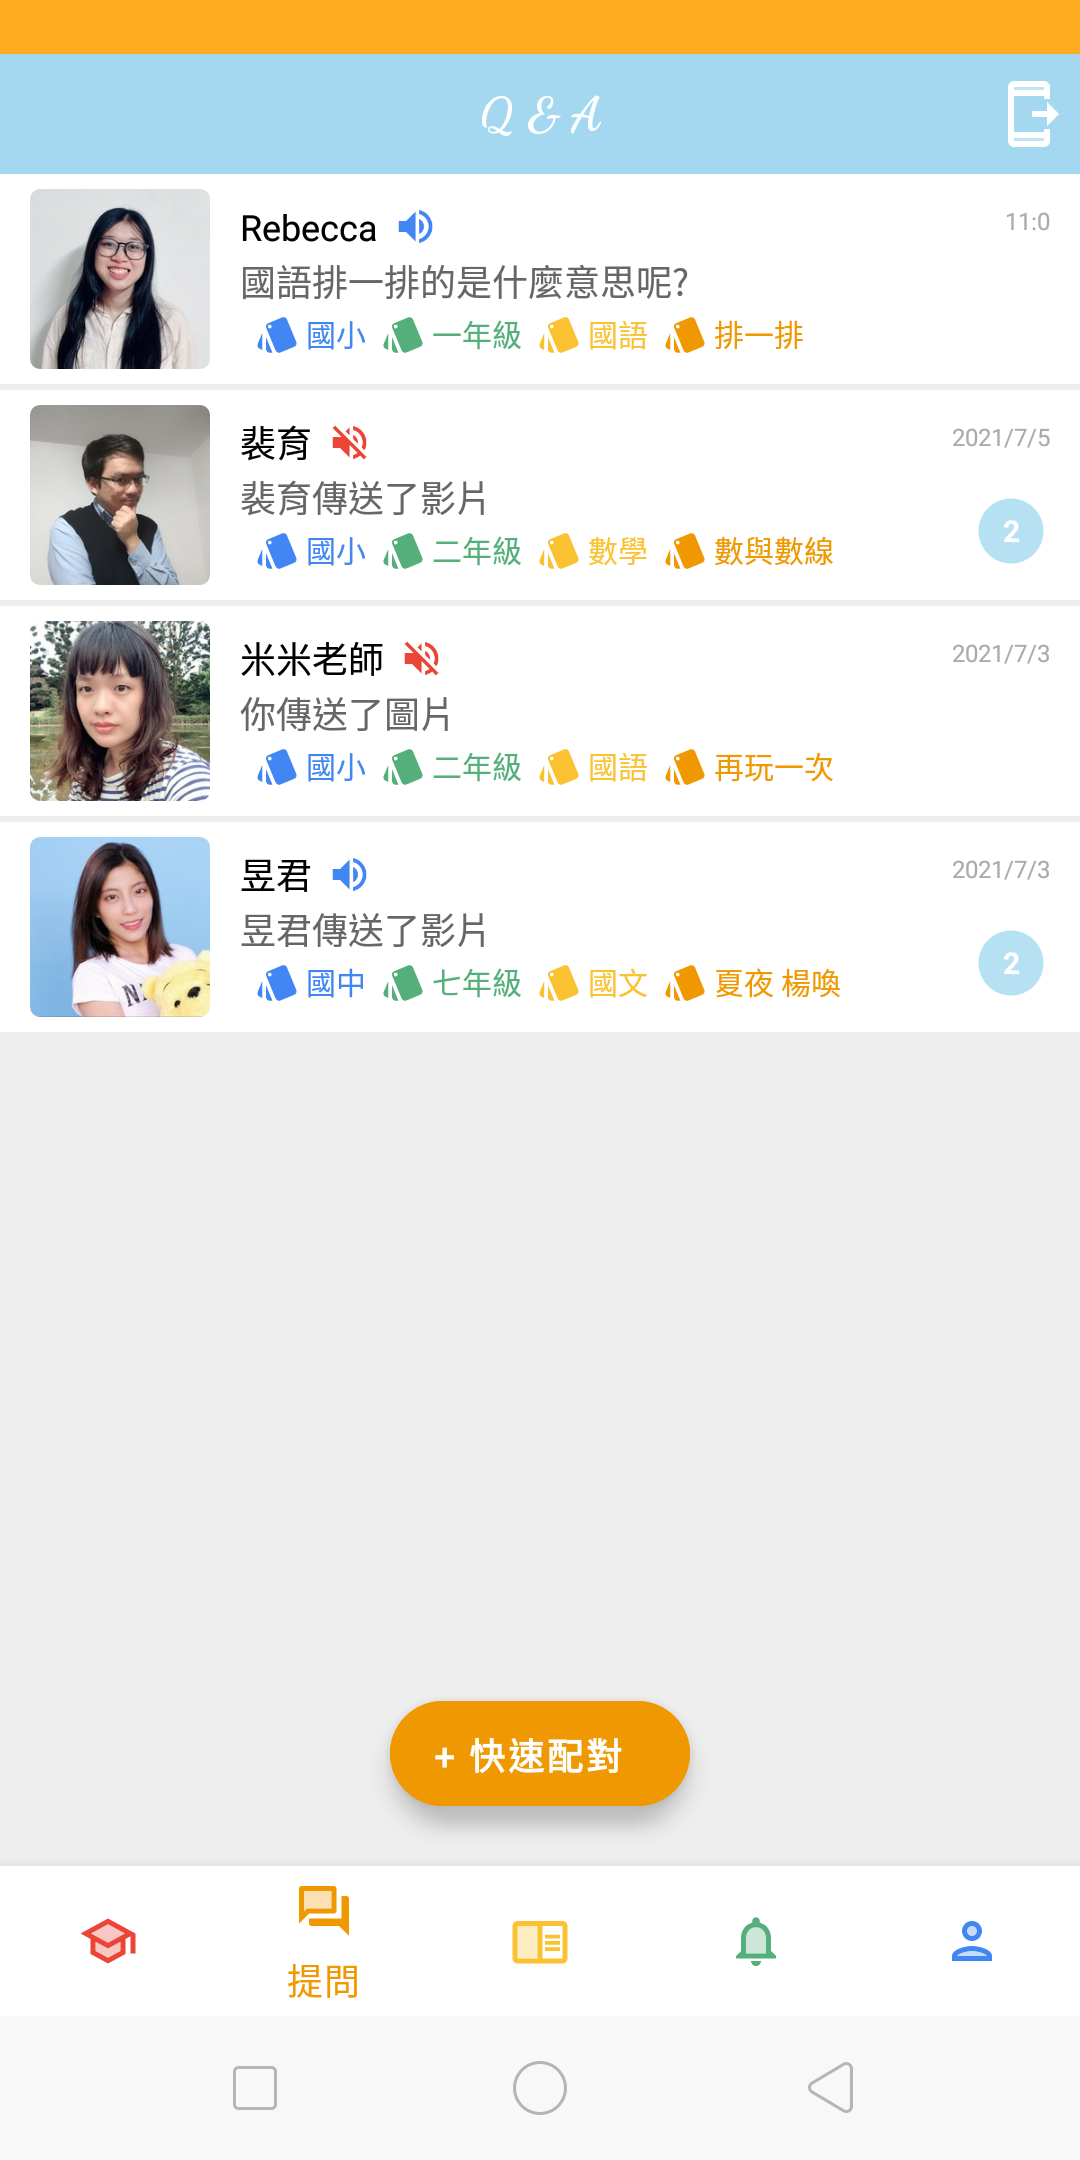 Q & A
Rebecca
11:0
國語排一排的是什麼意思呢?
國小 一年級 國語 排一排
裴育
2021/7/5
裴育傳送了影片
2
國小 二年級 數學 數與數線
米米老師
2021/7/3
你傳送了圖片
國小 二年級 國語 再玩一次
昱君
2021/7/3
昱君傳送了影片
2
國中 七年級 國文 夏夜 楊喚
+ 快速配對
提問